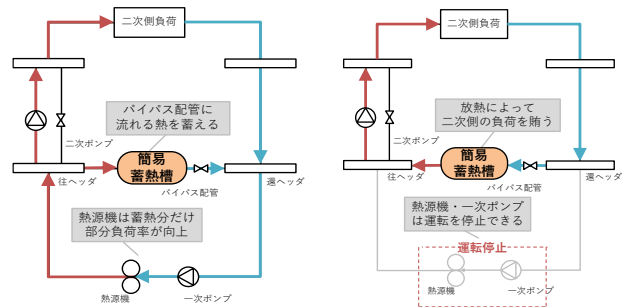 二次側負荷
バイパス配管に
流れる熱を蓄える
二次ポンプ
簡易
蓄熱槽
往ヘッダ
バイパス配管
還ヘッダ
熱源機は蓄熱分だけ
部分負荷率が向上
熱源機
一次ポンプ
二次側負荷
放熱によって
二次側の負荷を賄う
二次ポンプ
簡易
蓄熱槽
往ヘッダ
バイパス配管
還ヘッダ
熱源機・一次ポンプ
は運転を停止できる
運転停止
熱源機
一次ポンプ